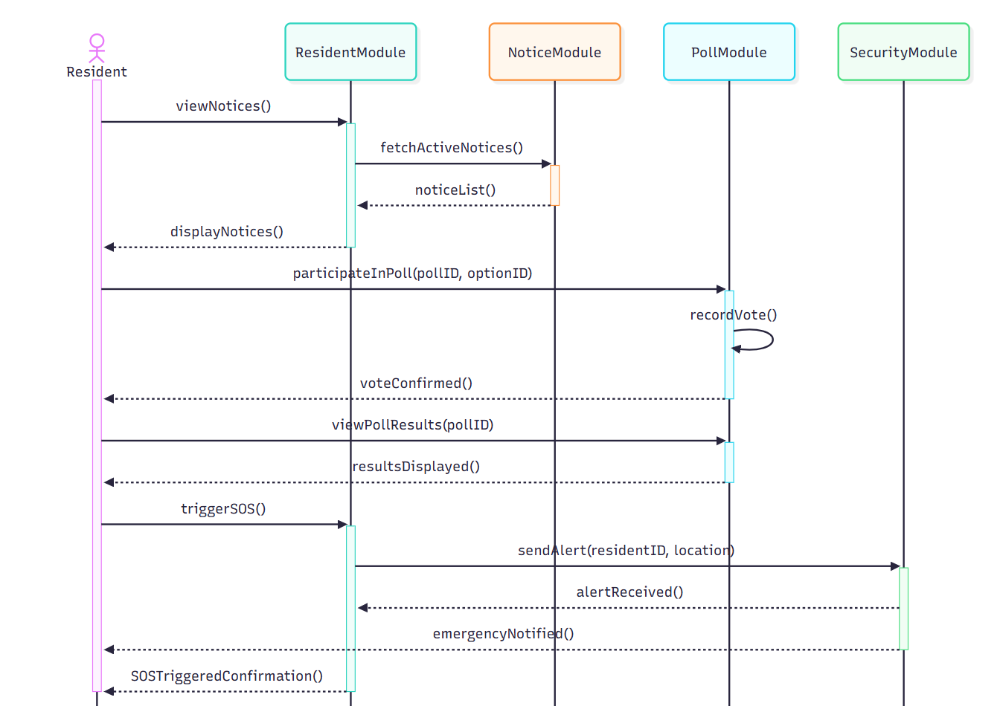 Resident
ResidentModule
NoticeModule
PollModule
SecurityModule
viewNotices()
fetchActiveNotices()
noticeList()
displayNotices()
participateInPoll(pollID, optionID)
recordVote()
voteConfirmed()
viewPollResults(pollID)
resultsDisplayed()
triggerSOS()
sendAlert(residentID, location)
alertReceived()
emergencyNotified()
SOSTriggeredConfirmation()